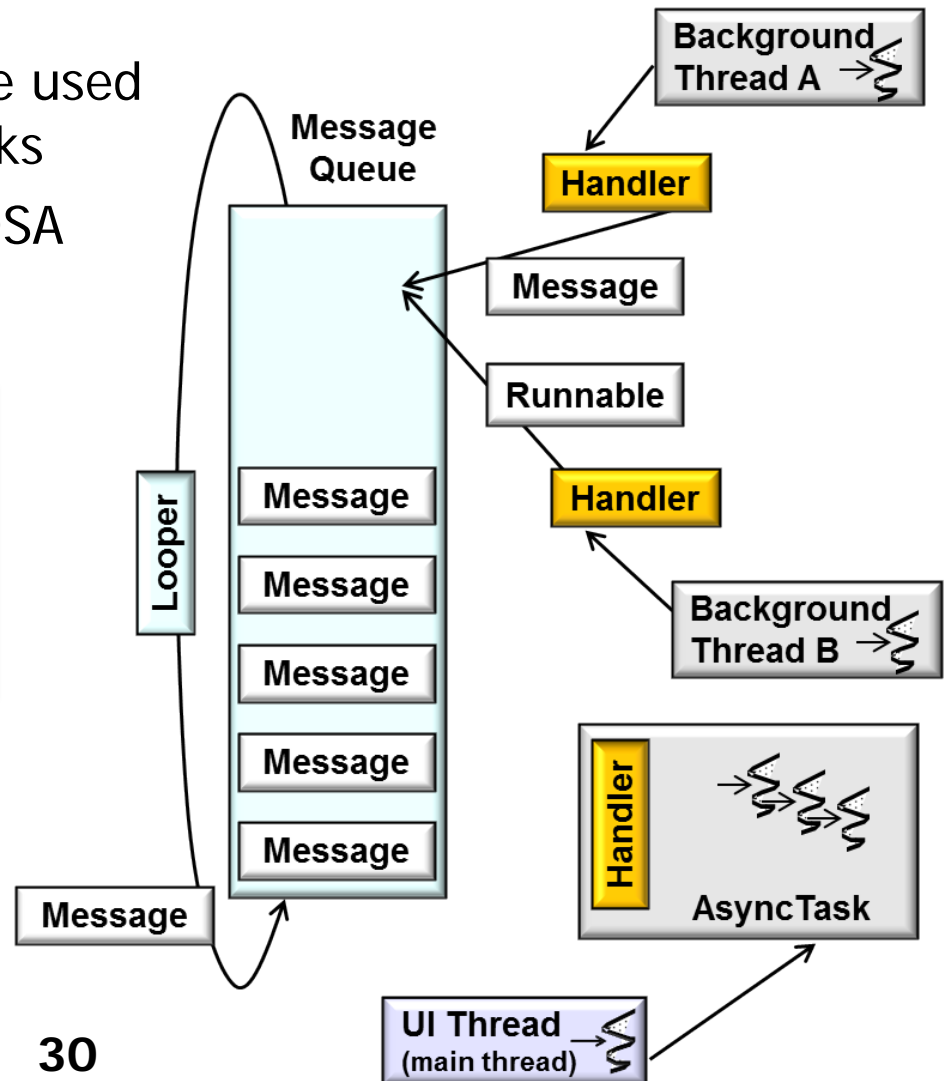 e used
ks
SA
Message
Queue
Background
Thread A
Handler
Message
Runnable
Handler
Background
Thread B
Looper
Message
Message
Message
Message
Message
Message
Handler
AsyncTask
UI Thread
(main thread)
30